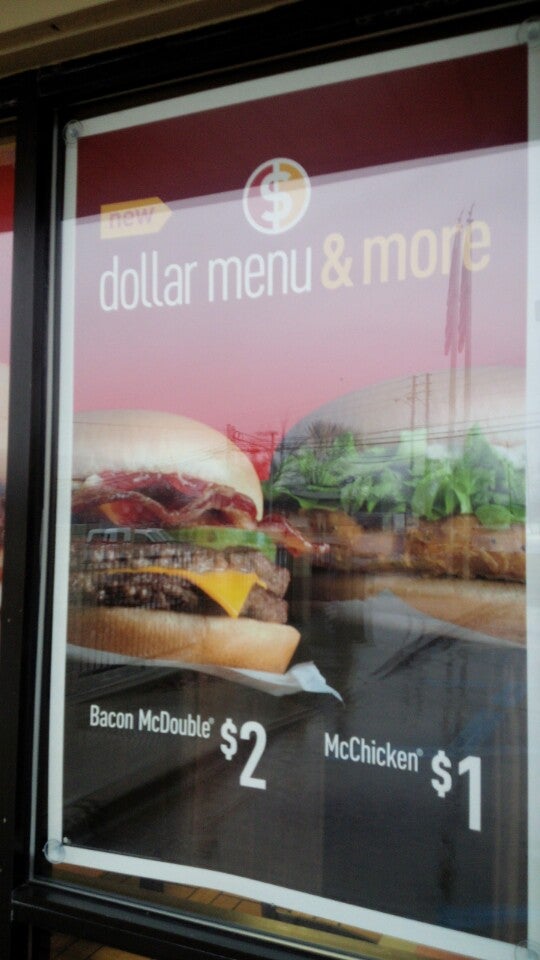 new
$
dollar menu & more
Bacon McDouble® $2
McChicken® $1